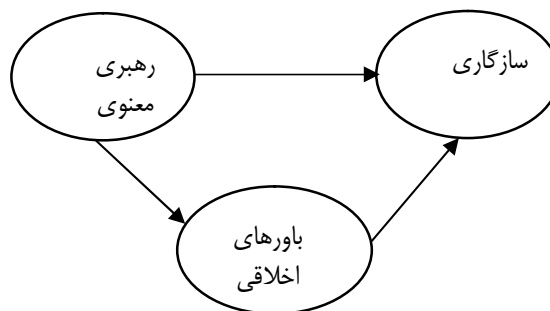 رهبری
معنوی
سازگاری
باورهای
اخلاقی